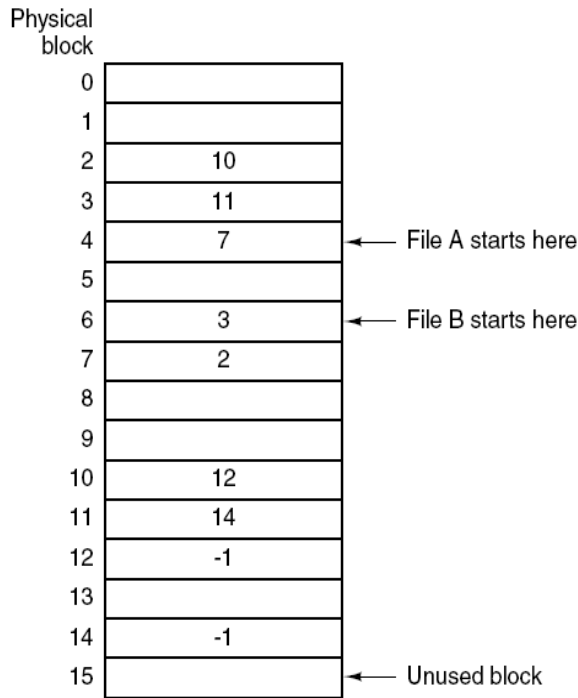 Physical
block
0
1
2 10
3 11
4 7 File A starts here
5
6 3 File B starts here
7 2
8
9
10 12
11 14
12 -1
13
14 -1
15 Unused block